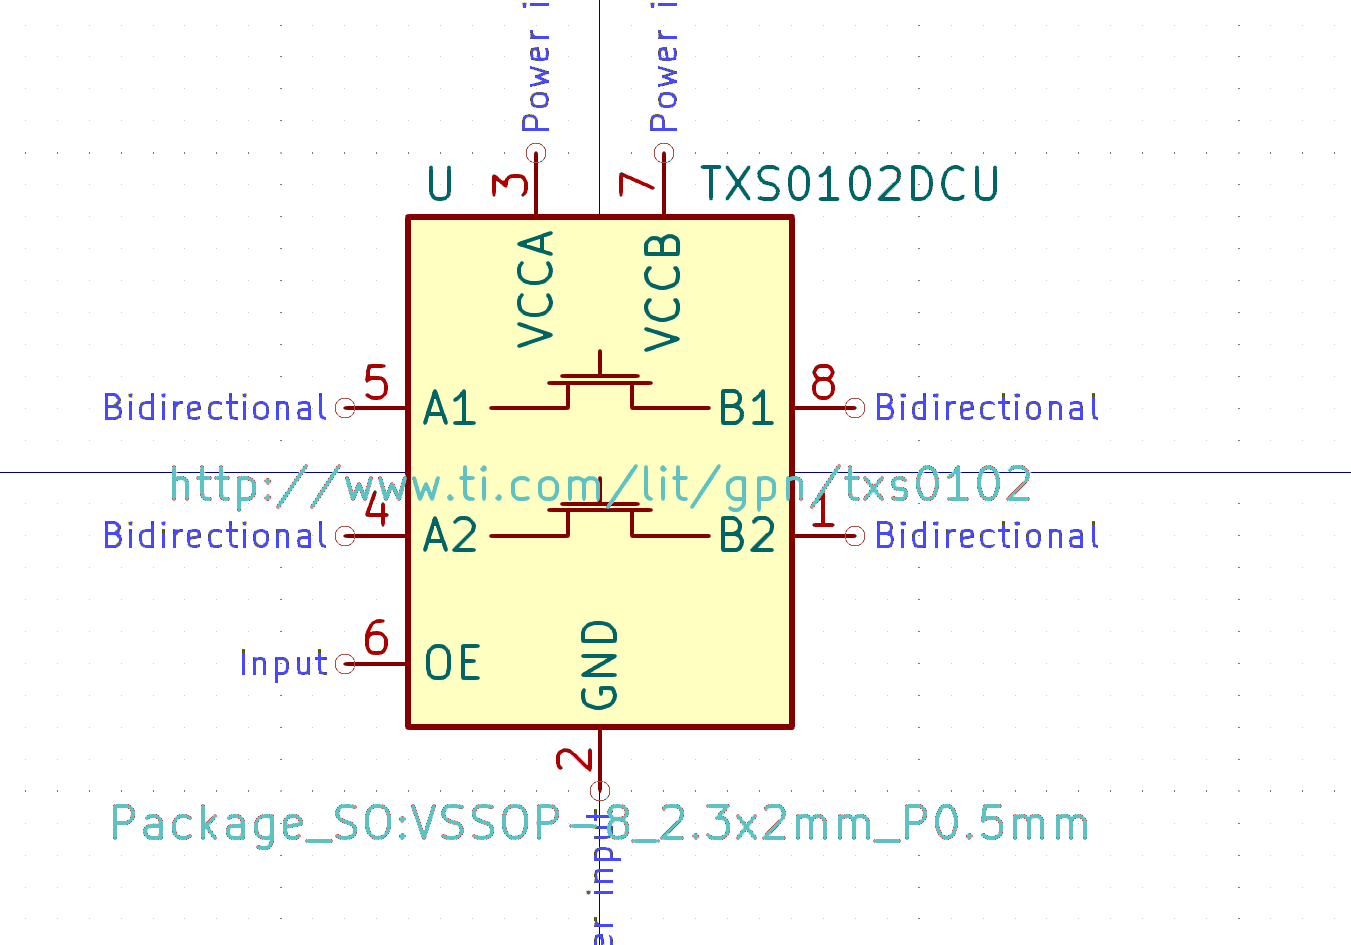 Power i
Power i
U
3
7
TXS0102DCU
VCCA
VCCB
5
8
Bidirectional
A1
B1
Bidirectional
http://www.ti.com/lit/gpn/txs0102
4
1
Bidirectional
A2
B2
Bidirectional
6
Input
OE
GND
2
Package_SO:VSSOP-8_2.3x2mm_P0.5mm
er input